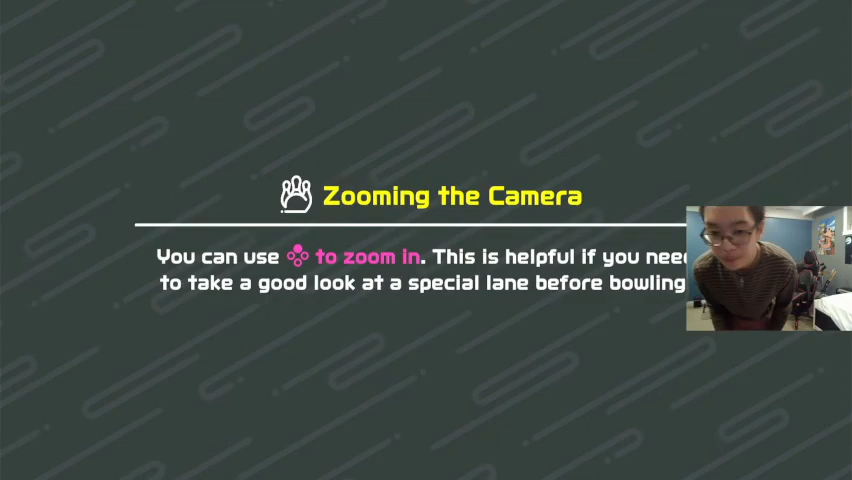 Zooming the Camera
You can use to zoom in. This is helpful if you need
to take a good look at a special lane before bowling